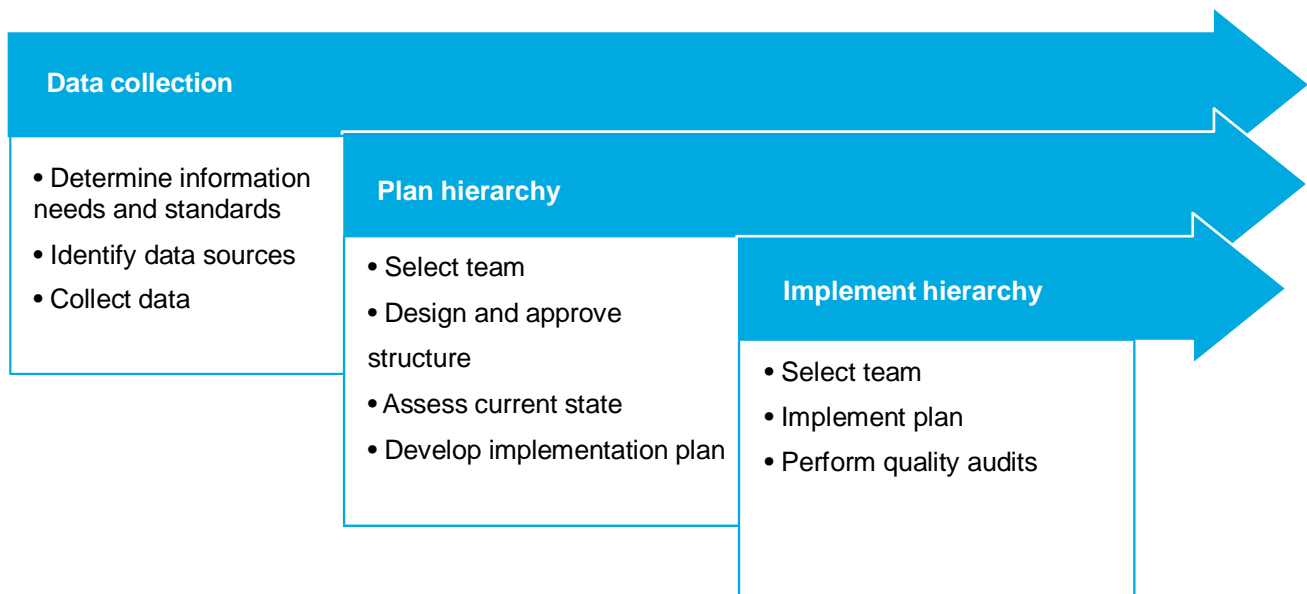 Data collection
• Determine information
needs and standards
• Identify data sources
• Collect data
Plan hierarchy
• Select team
• Design and approve
structure
• Assess current state
• Develop implementation plan
Implement hierarchy
• Select team
• Implement plan
• Perform quality audits